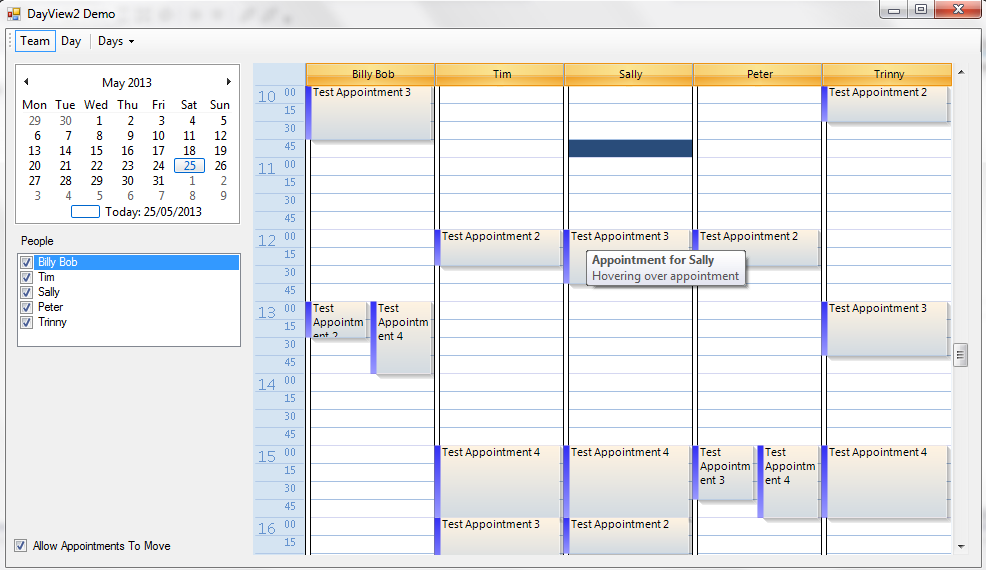 DayView2 Demo
Team Day Days
May 2013
Mon Tue Wed Thu Fri Sat Sun
29 30 1 2 3 4 5
6 7 8 9 10 11 12
13 14 15 16 17 18 19
20 21 22 23 24 25 26
27 28 29 30 31 1 2
3 4 5 6 7 8 9
Today: 25/05/2013
People
Billy Bob
Tim
Sally
Peter
Trinny
Allow Appointments To Move
Billy Bob Tim Sally Peter Trinny
10 00 Test Appointment 3 Test Appointment 2
15
30
45
11 00
15
30
45
12 00 Test Appointment 2 Test Appointment 3 Test Appointment 2
15
Appointment for Sally
30
Hovering over appointment
45
13 00 Test Test Test Appointment 3
15 Appointm Appointm
ent 2 ent 4
30
45
14 00
15
30
45
15 00 Test Appointment 4 Test Appointment 4 Test Test Test Appointment 4
15 Appointm Appointm
ent 3 ent 4
30
45
16 00 Test Appointment 3 Test Appointment 2
15